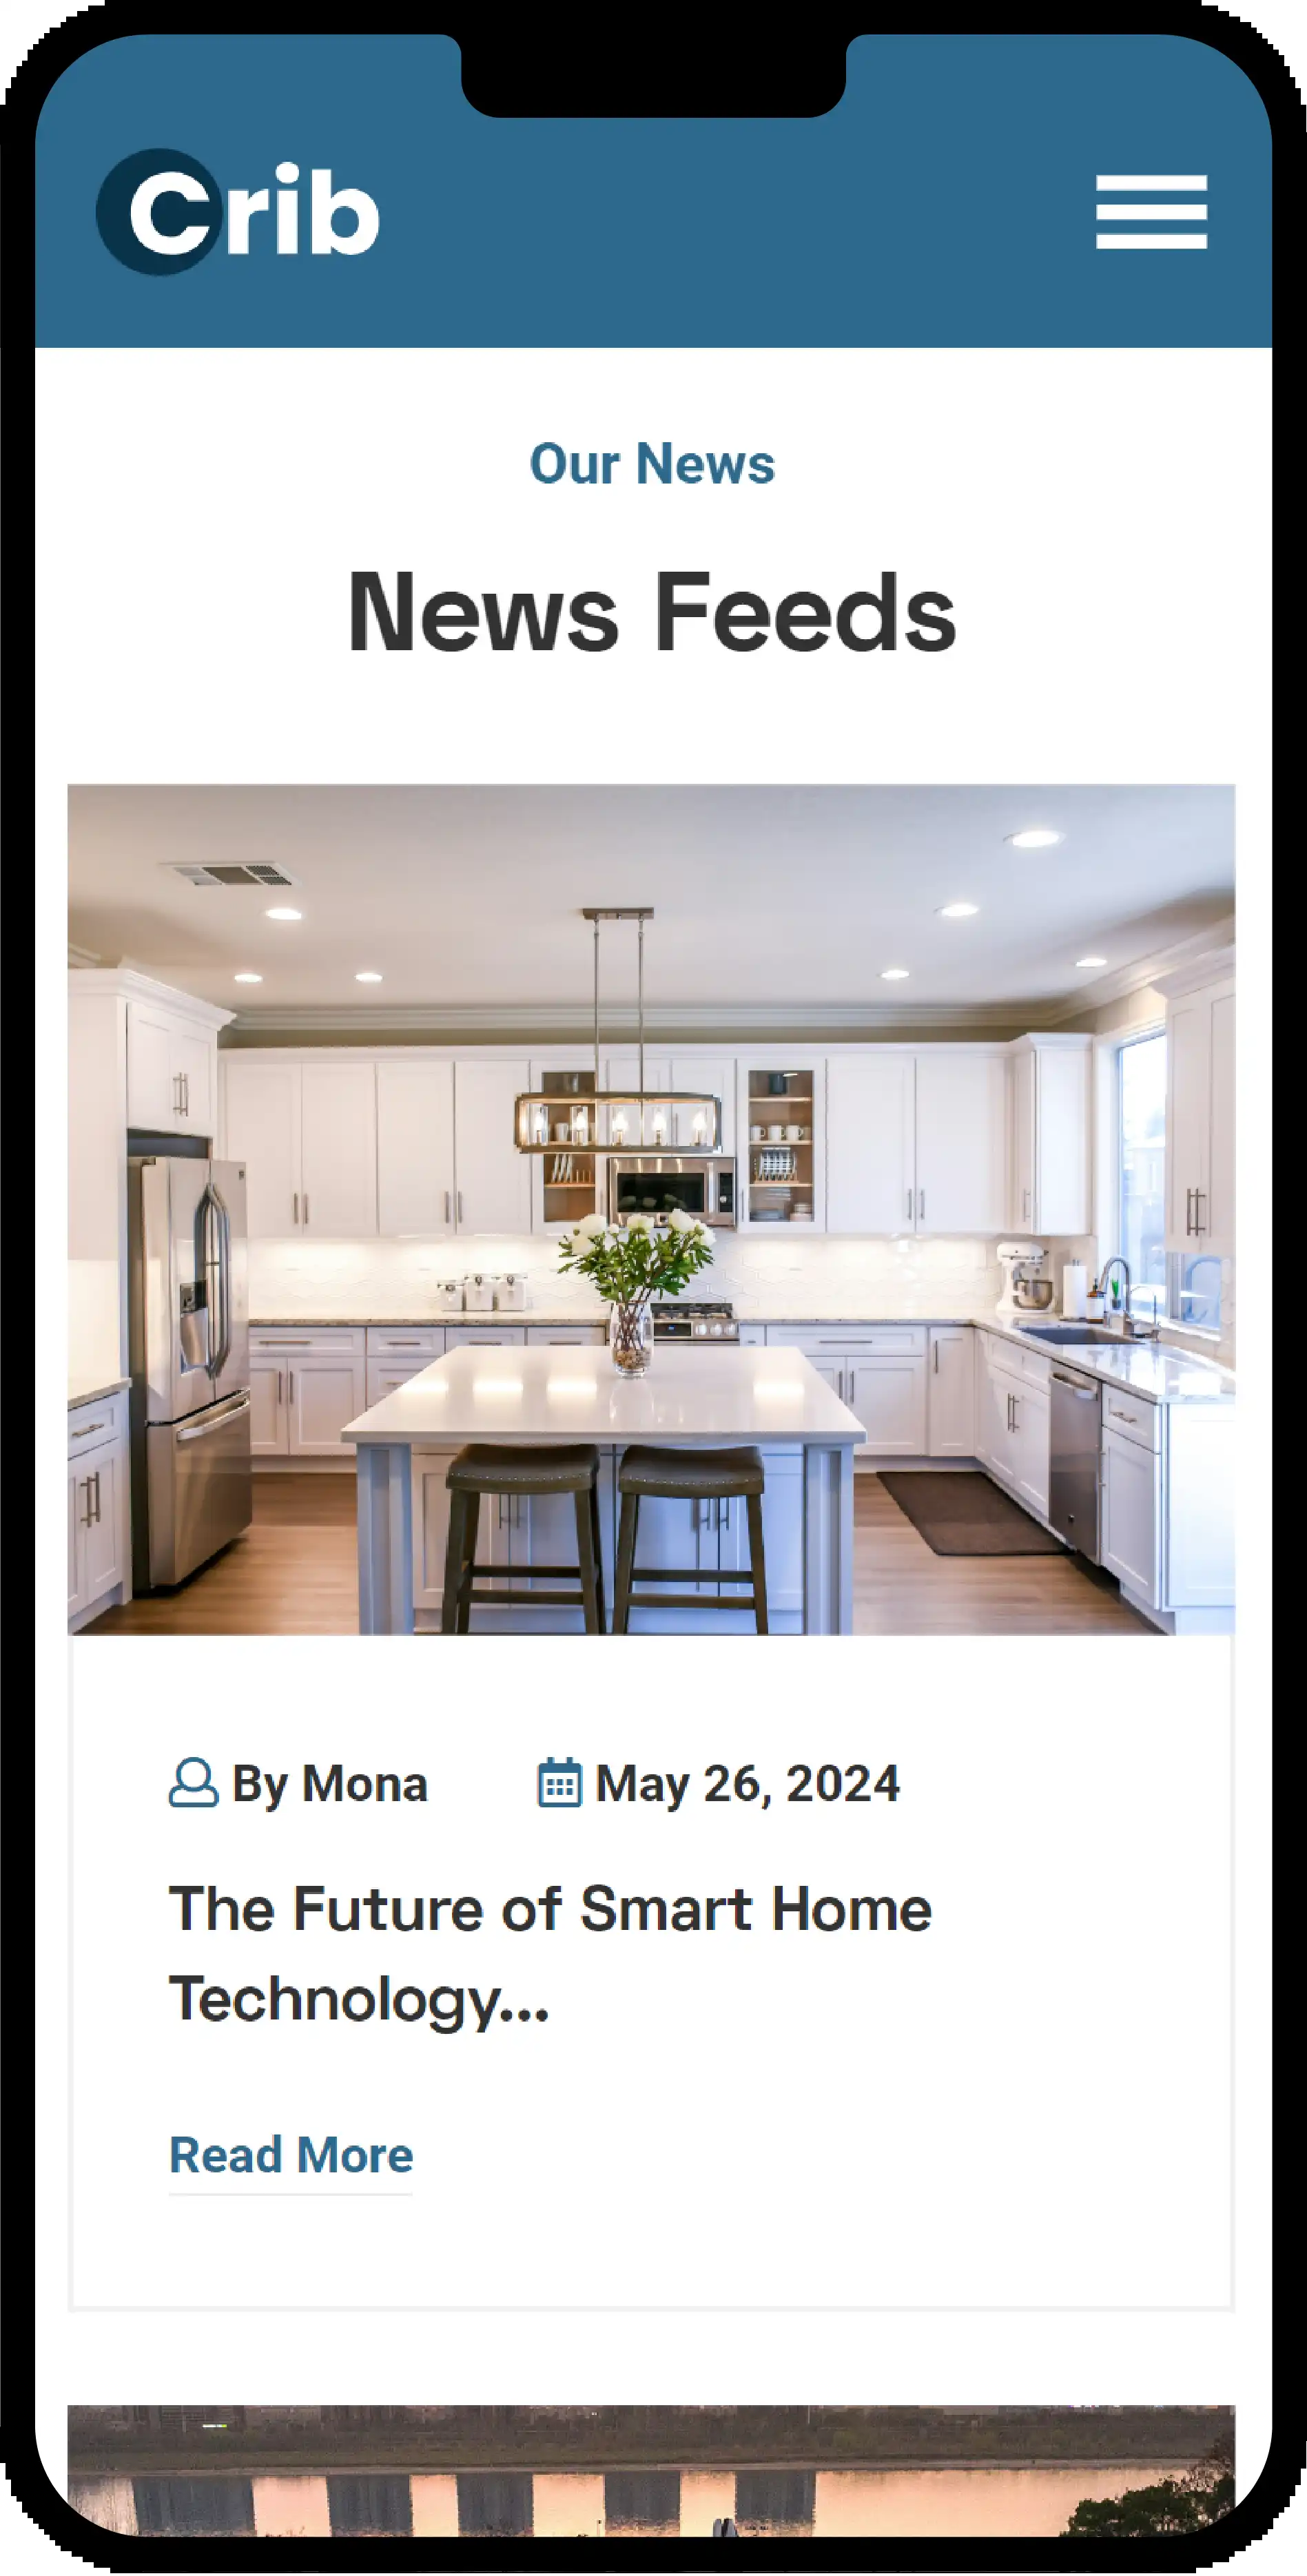 Crib
Our News
News Feeds
By Mona
May 26, 2024
The Future of Smart Home
Technology...
Read More